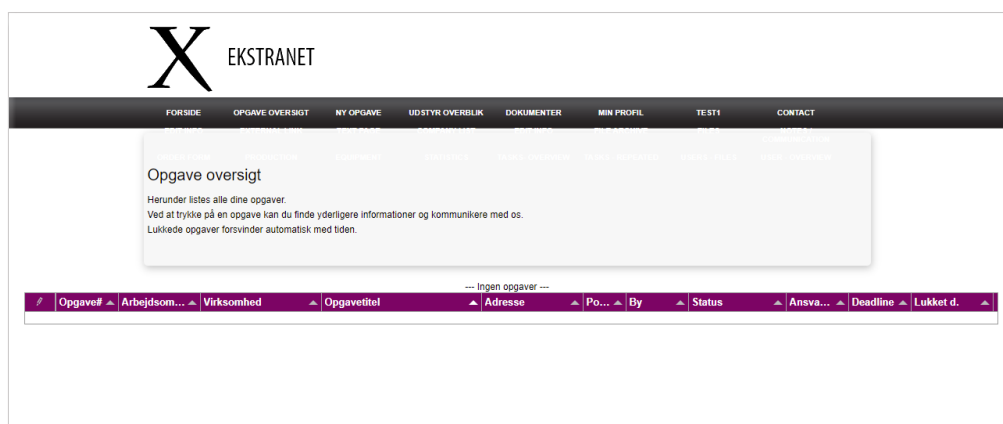 X EKSTRANET
FORSIDE OPGAVE OVERSIGT NY OPGAVE UDSTYR OVERBLIK DOKUMENTER MIN PROFIL TEST1 CONTACT
Opgave oversigt
Herunder listes alle dine opgaver.
Ved at trykke på en opgave kan du finde yderligere informationer og kommunikere med os.
Lukkede opgaver forsvinder automatisk med tiden.
--- Ingen opgaver ---
Opgave# Arbejdsom... Virksomhed Opgavetitel Adresse Po... By Status Ansva... Deadline Lukket d.